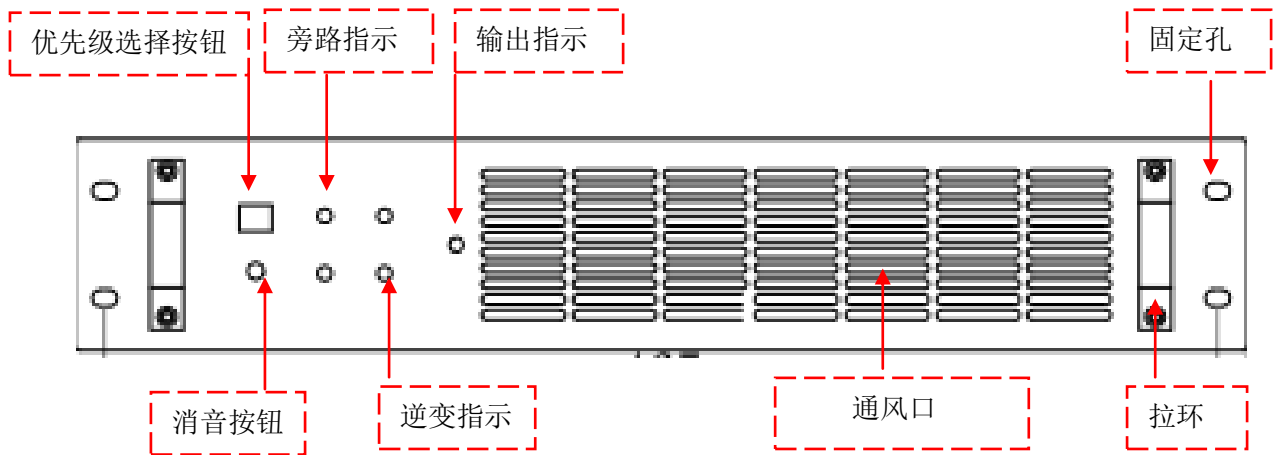 优先级选择按钮
旁路指示
输出指示
固定孔
消音按钮
逆变指示
通风口
拉环